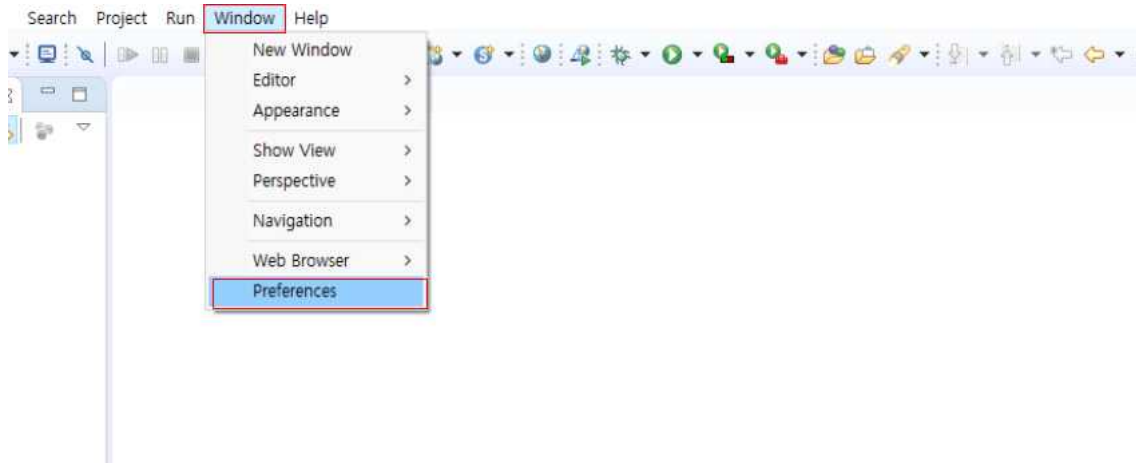 Search Project Run Window Help
New Window
Editor
Appearance
Show View
Perspective
Navigation
Web Browser
Preferences